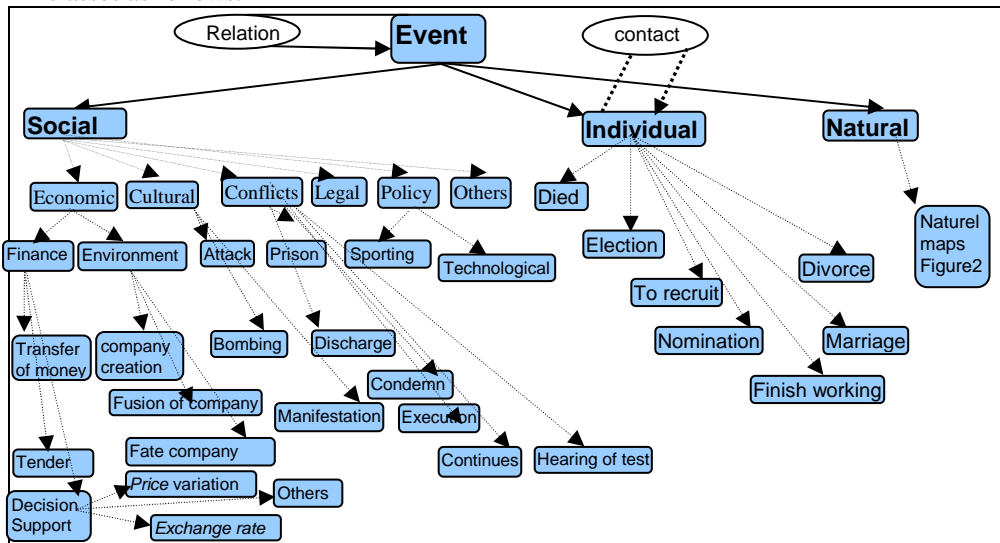 Relation
Event
contact
Social
Individual
Natural
Economic
Cultural
Conflicts
Legal
Policy
Others
Died
Finance
Environment
Attack
Prison
Sporting
Technological
Election
Divorce
Naturel
maps
Figure2
To recruit
Transfer
of money
company
creation
Bombing
Discharge
Nomination
Marriage
Condemn
Finish working
Fusion of company
Manifestation
Execution
Tender
Fate company
Continues
Hearing of test
Decision
Support
Price variation
Others
Exchange rate